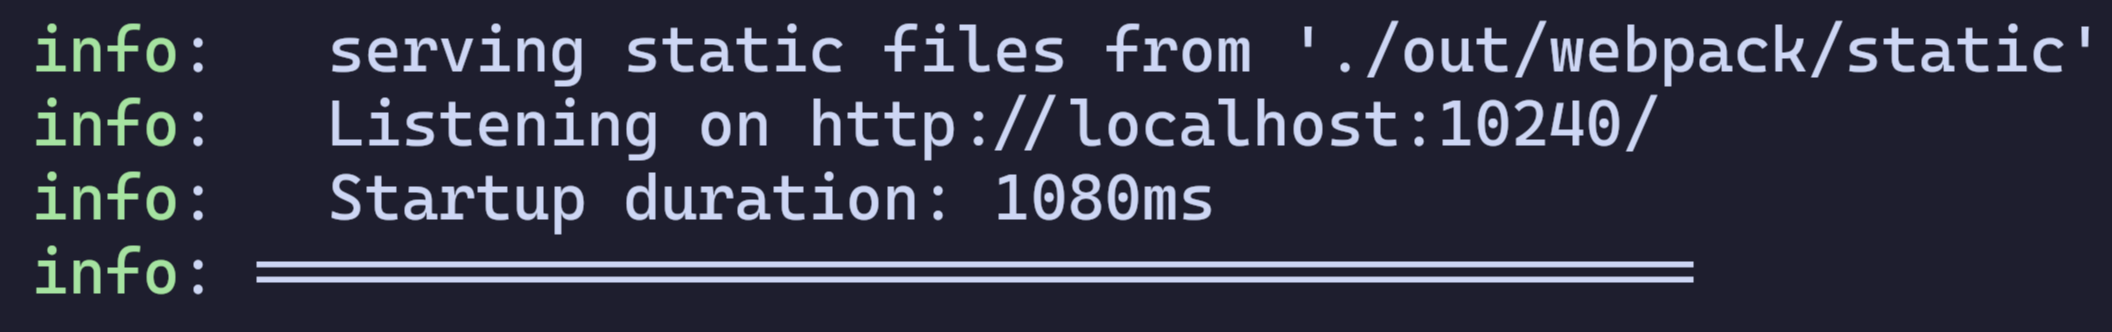 info:   serving static files from './out/webpack/static'
info:   Listening on http://localhost:10240/
info:   Startup duration: 1080ms
info: =======================================